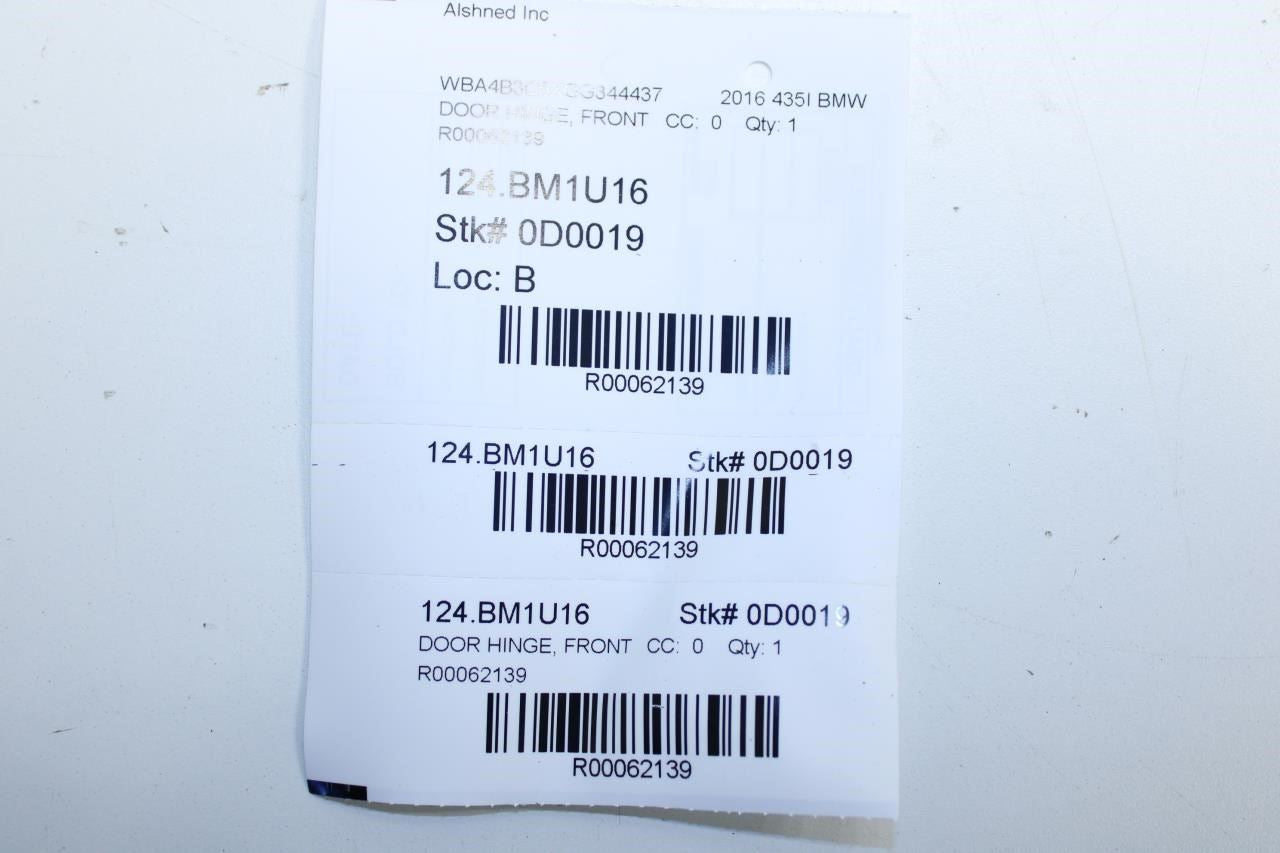 Alshned Inc
2016 435I BMW
DOOR HINGE, FRONT CC: 0 Qty: 1
R00062139
124.BM1U16
Stk# 0D0019
Loc: B
R00062139
124.BM1U16 Stk# 0D0019
R00062139
124.BM1U16 Stk# 0D0019
DOOR HINGE, FRONT CC: 0 Qty: 1
R00062139
R00062139